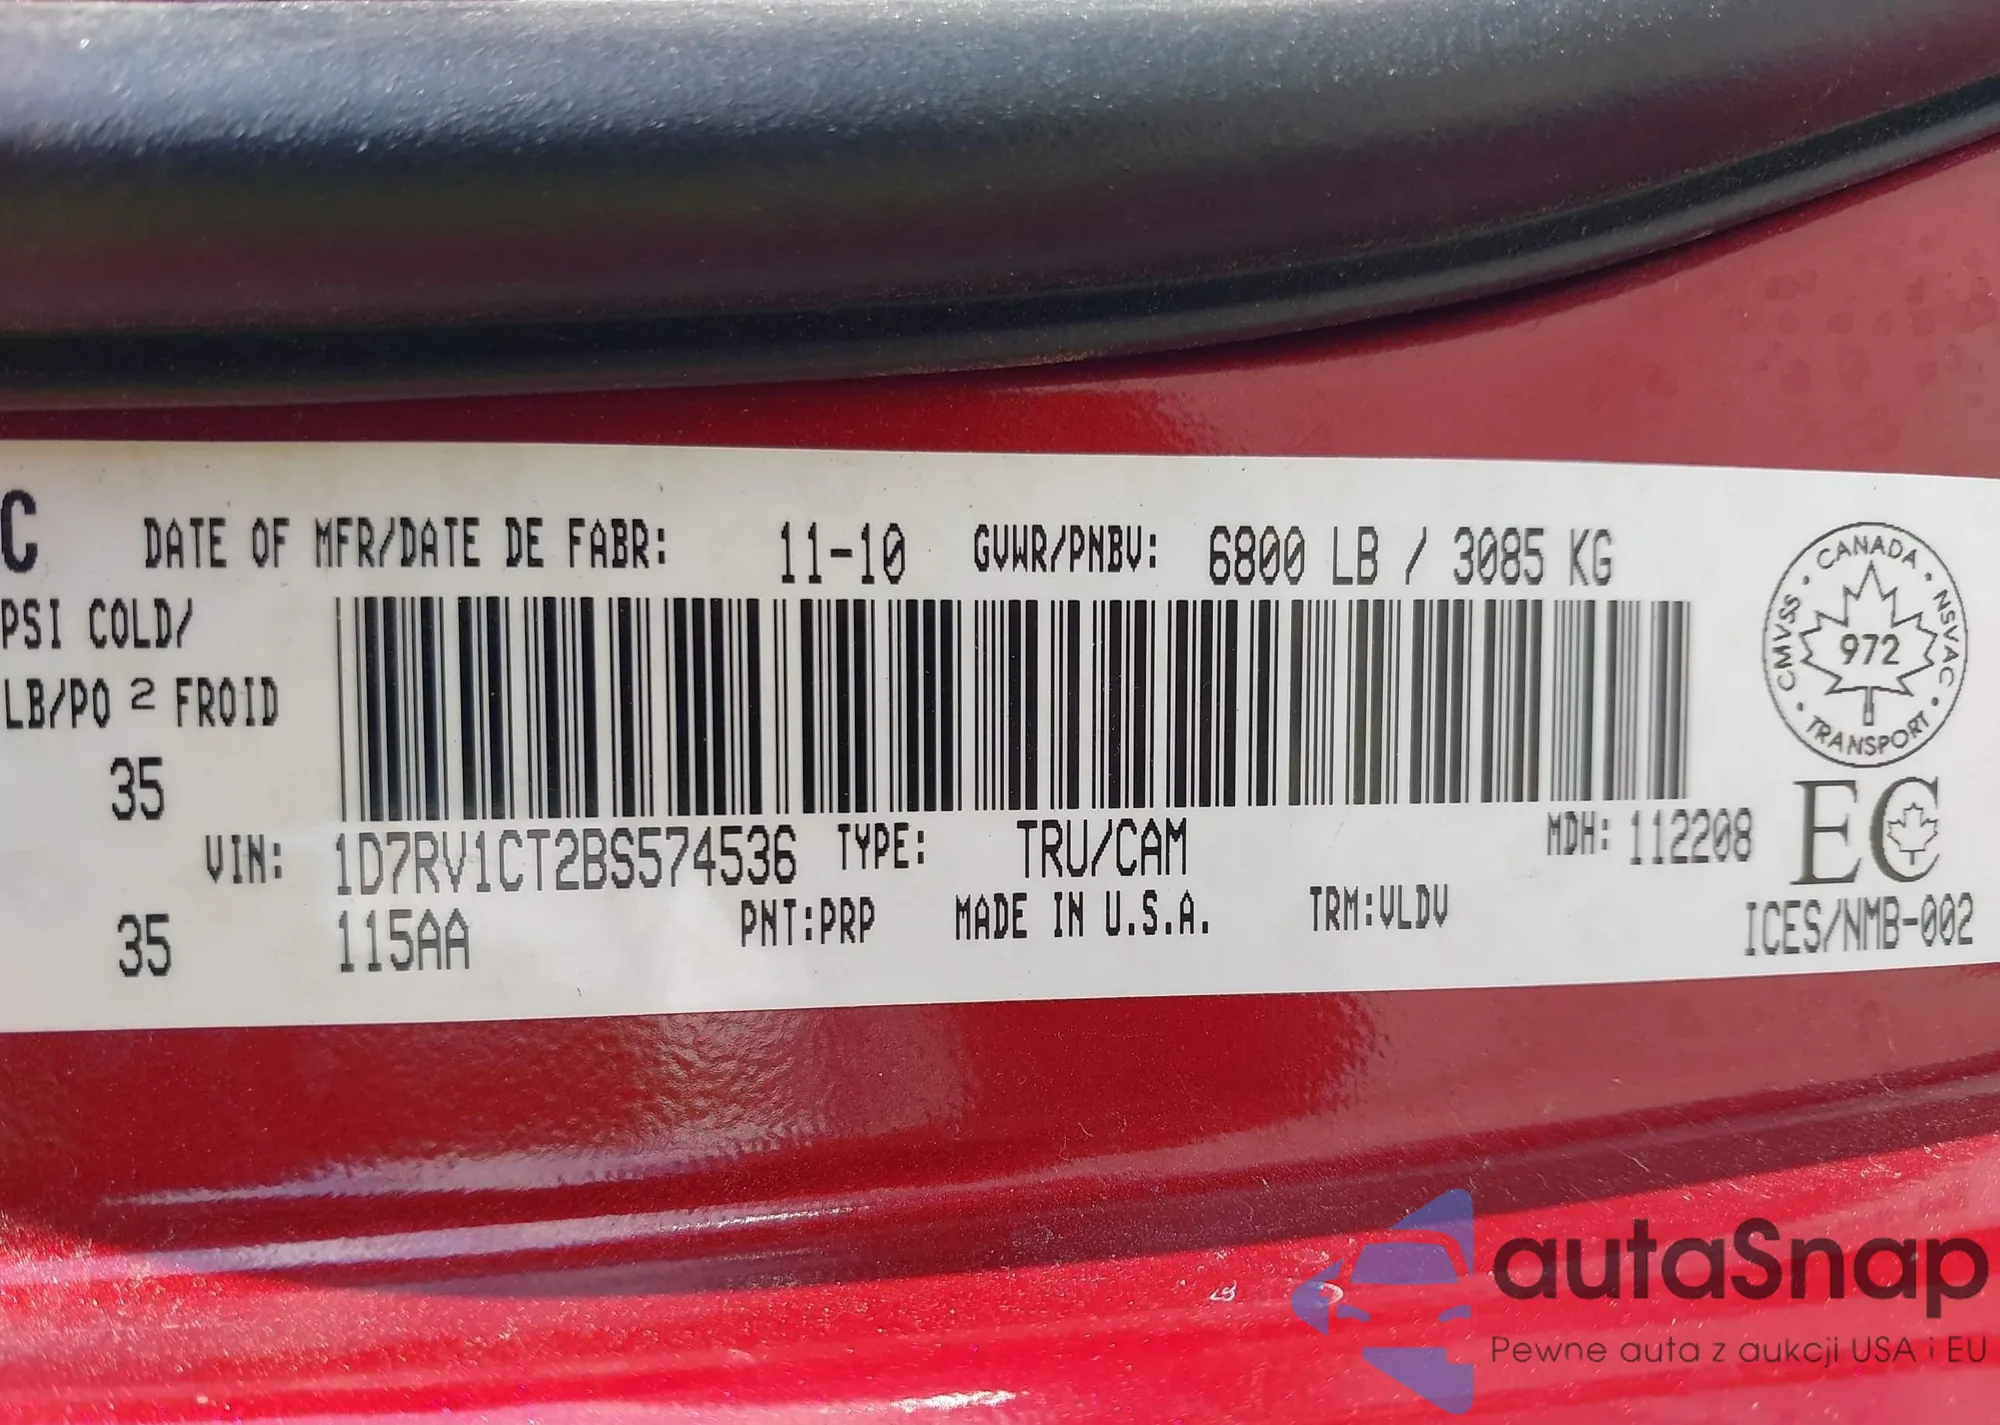 C DATE OF MFR/DATE DE FABR: 11-10 GVWR/PNBV: 6800 LB / 3085 KG
PSI COLD/
LB/PO 2 FROID
35
VIN: 1D7RV1CT2BS574536 TYPE: TRU/CAM MDH: 112208
35 115AA PNT:PRP MADE IN U.S.A. TRM:VLDV
CANADA
CMVSS • NSVAC
972
TRANSPORT
EC
ICES/NMB-002
autaSnap
Pewne auta z aukcji USA i EU